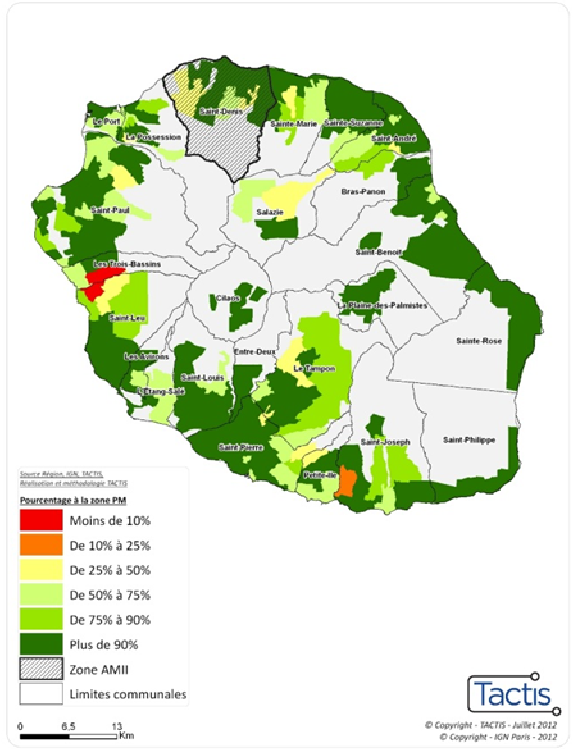 Saint-Denis
Le Port
La Possession
Sainte-Marie
Sainte-Suzanne
Saint-André
Bras-Panon
Saint-Paul
Salazie
Saint-Benoit
Les Trois-Bassins
Cilaos
La Plaine-des-Palmistes
Saint-Leu
Sainte-Rose
Les Avirons
Entre-Deux
Saint-Louis
Le Tampon
L'Etang-Salé
Saint-Pierre
Saint-Joseph
Saint-Philippe
Petite-Ile
Source Région, IGN, TACTIS,
Réalisation et méthodologie TACTIS
Pourcentage à la zone PM
Moins de 10%
De 10% à 25%
De 25% à 50%
De 50% à 75%
De 75% à 90%
Plus de 90%
Zone AMII
Limites communales
0 6,5 13
Km
Tactis
© Copyright - TACTIS - Juillet 2012
© Copyright - IGN Paris - 2012